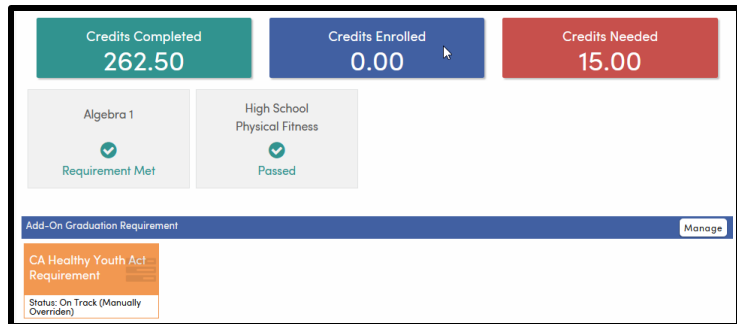 Credits Completed
262.50
Credits Enrolled
0.00
Credits Needed
15.00
Algebra 1
Requirement Met
High School
Physical Fitness
Passed
Add-On Graduation Requirement
Manage
CA Healthy Youth Act
Requirement
Status: On Track (Manually
Overriden)